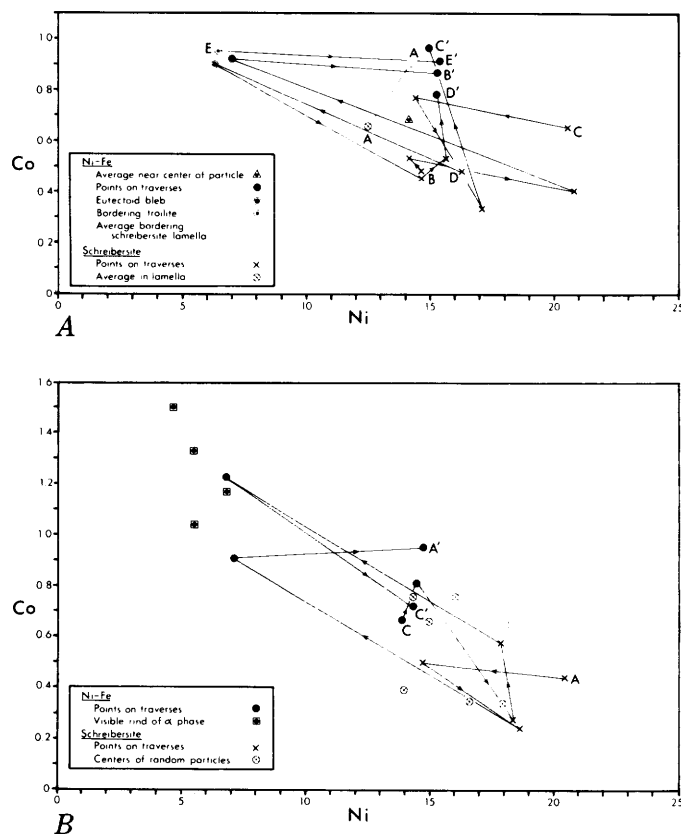 A
1.0
0.8
0.6
0.4
0.2
0
Co
E
A
C'
E'
B'
D'
A
C
B
D
Ni-Fe
Average near center of particle
Points on traverses
Eutectoid bleb
Bordering troilite
Average bordering
schreibersite lamella
Schreibersite
Points on traverses
Average in lamella
0 5 10 15 20 25
Ni
A
1.6
1.4
1.2
1.0
0.8
0.6
0.4
0.2
0
Co
A'
C'
C
A
Ni-Fe
Points on traverses
Visible rind of α phase
Schreibersite
Points on traverses
Centers of random particles
0 5 10 15 20 25
Ni
B